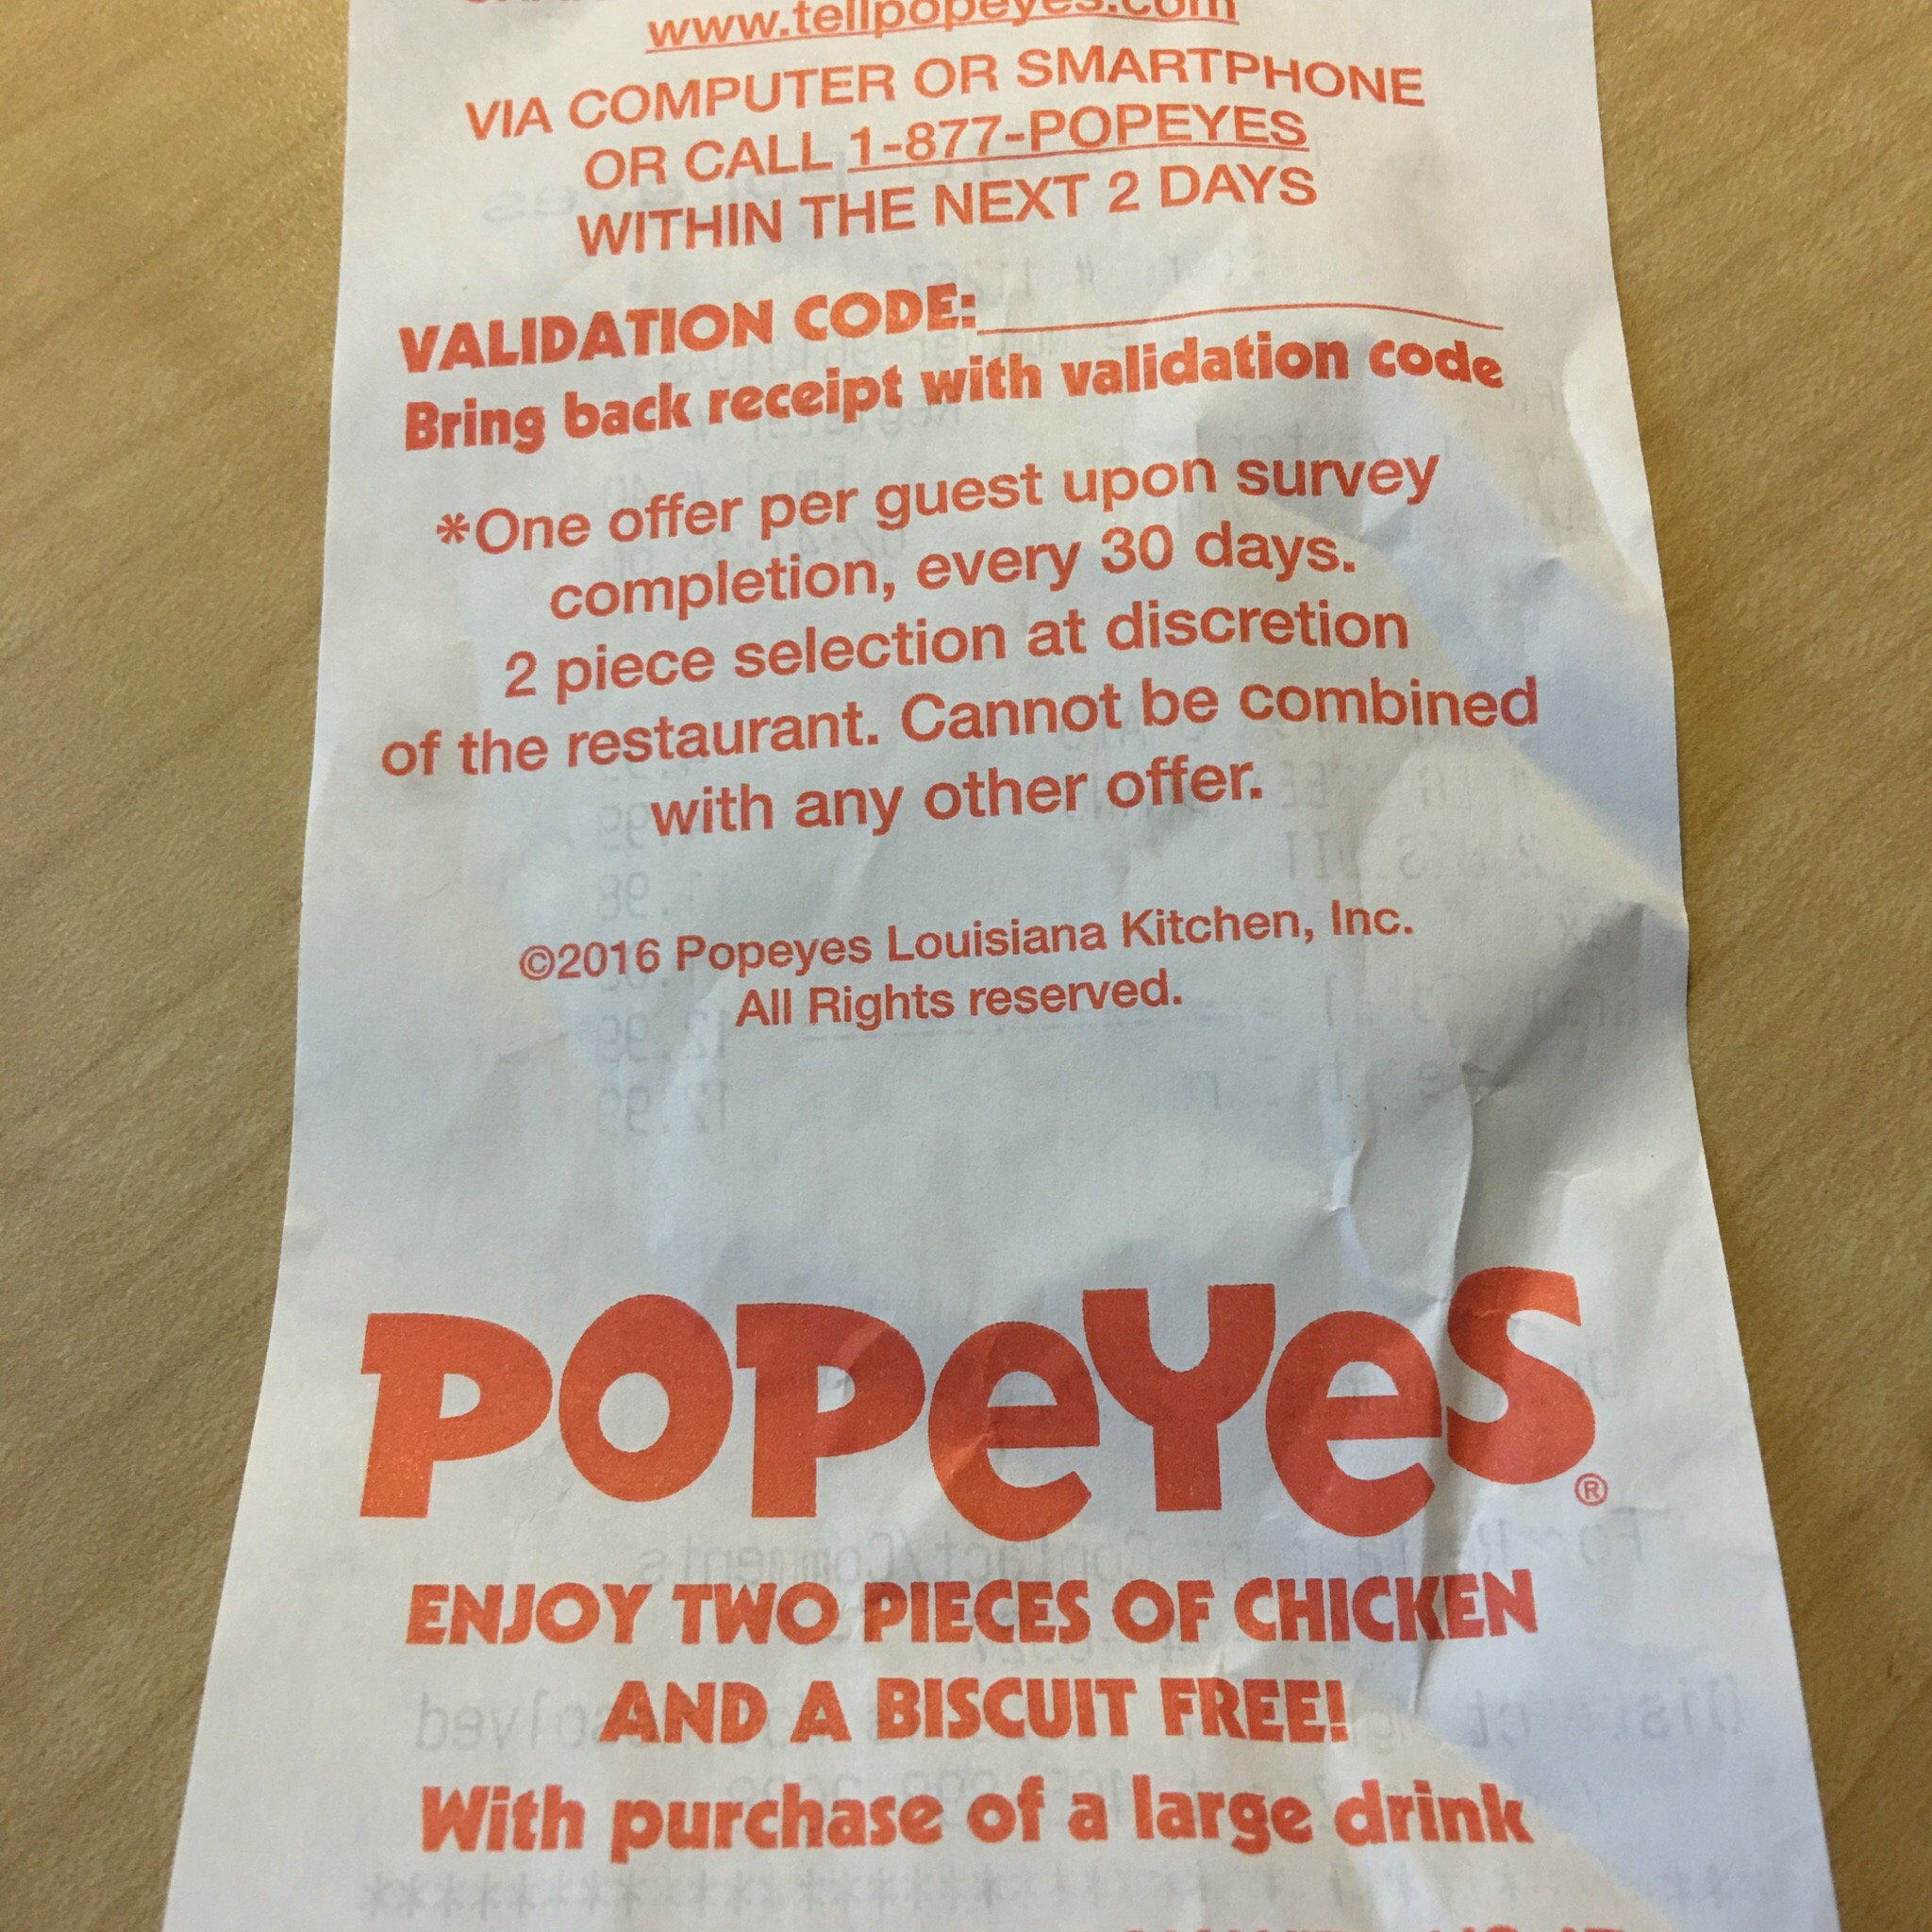 www.tellpopeyes.com
VIA COMPUTER OR SMARTPHONE
OR CALL 1-877-POPEYES
WITHIN THE NEXT 2 DAYS
VALIDATION CODE:
Bring back receipt with validation code
*One offer per guest upon survey
completion, every 30 days.
2 piece selection at discretion
of the restaurant. Cannot be combined
with any other offer.
©2016 Popeyes Louisiana Kitchen, Inc.
All Rights reserved.
POPEYES®
ENJOY TWO PIECES OF CHICKEN
AND A BISCUIT FREE!
With purchase of a large drink